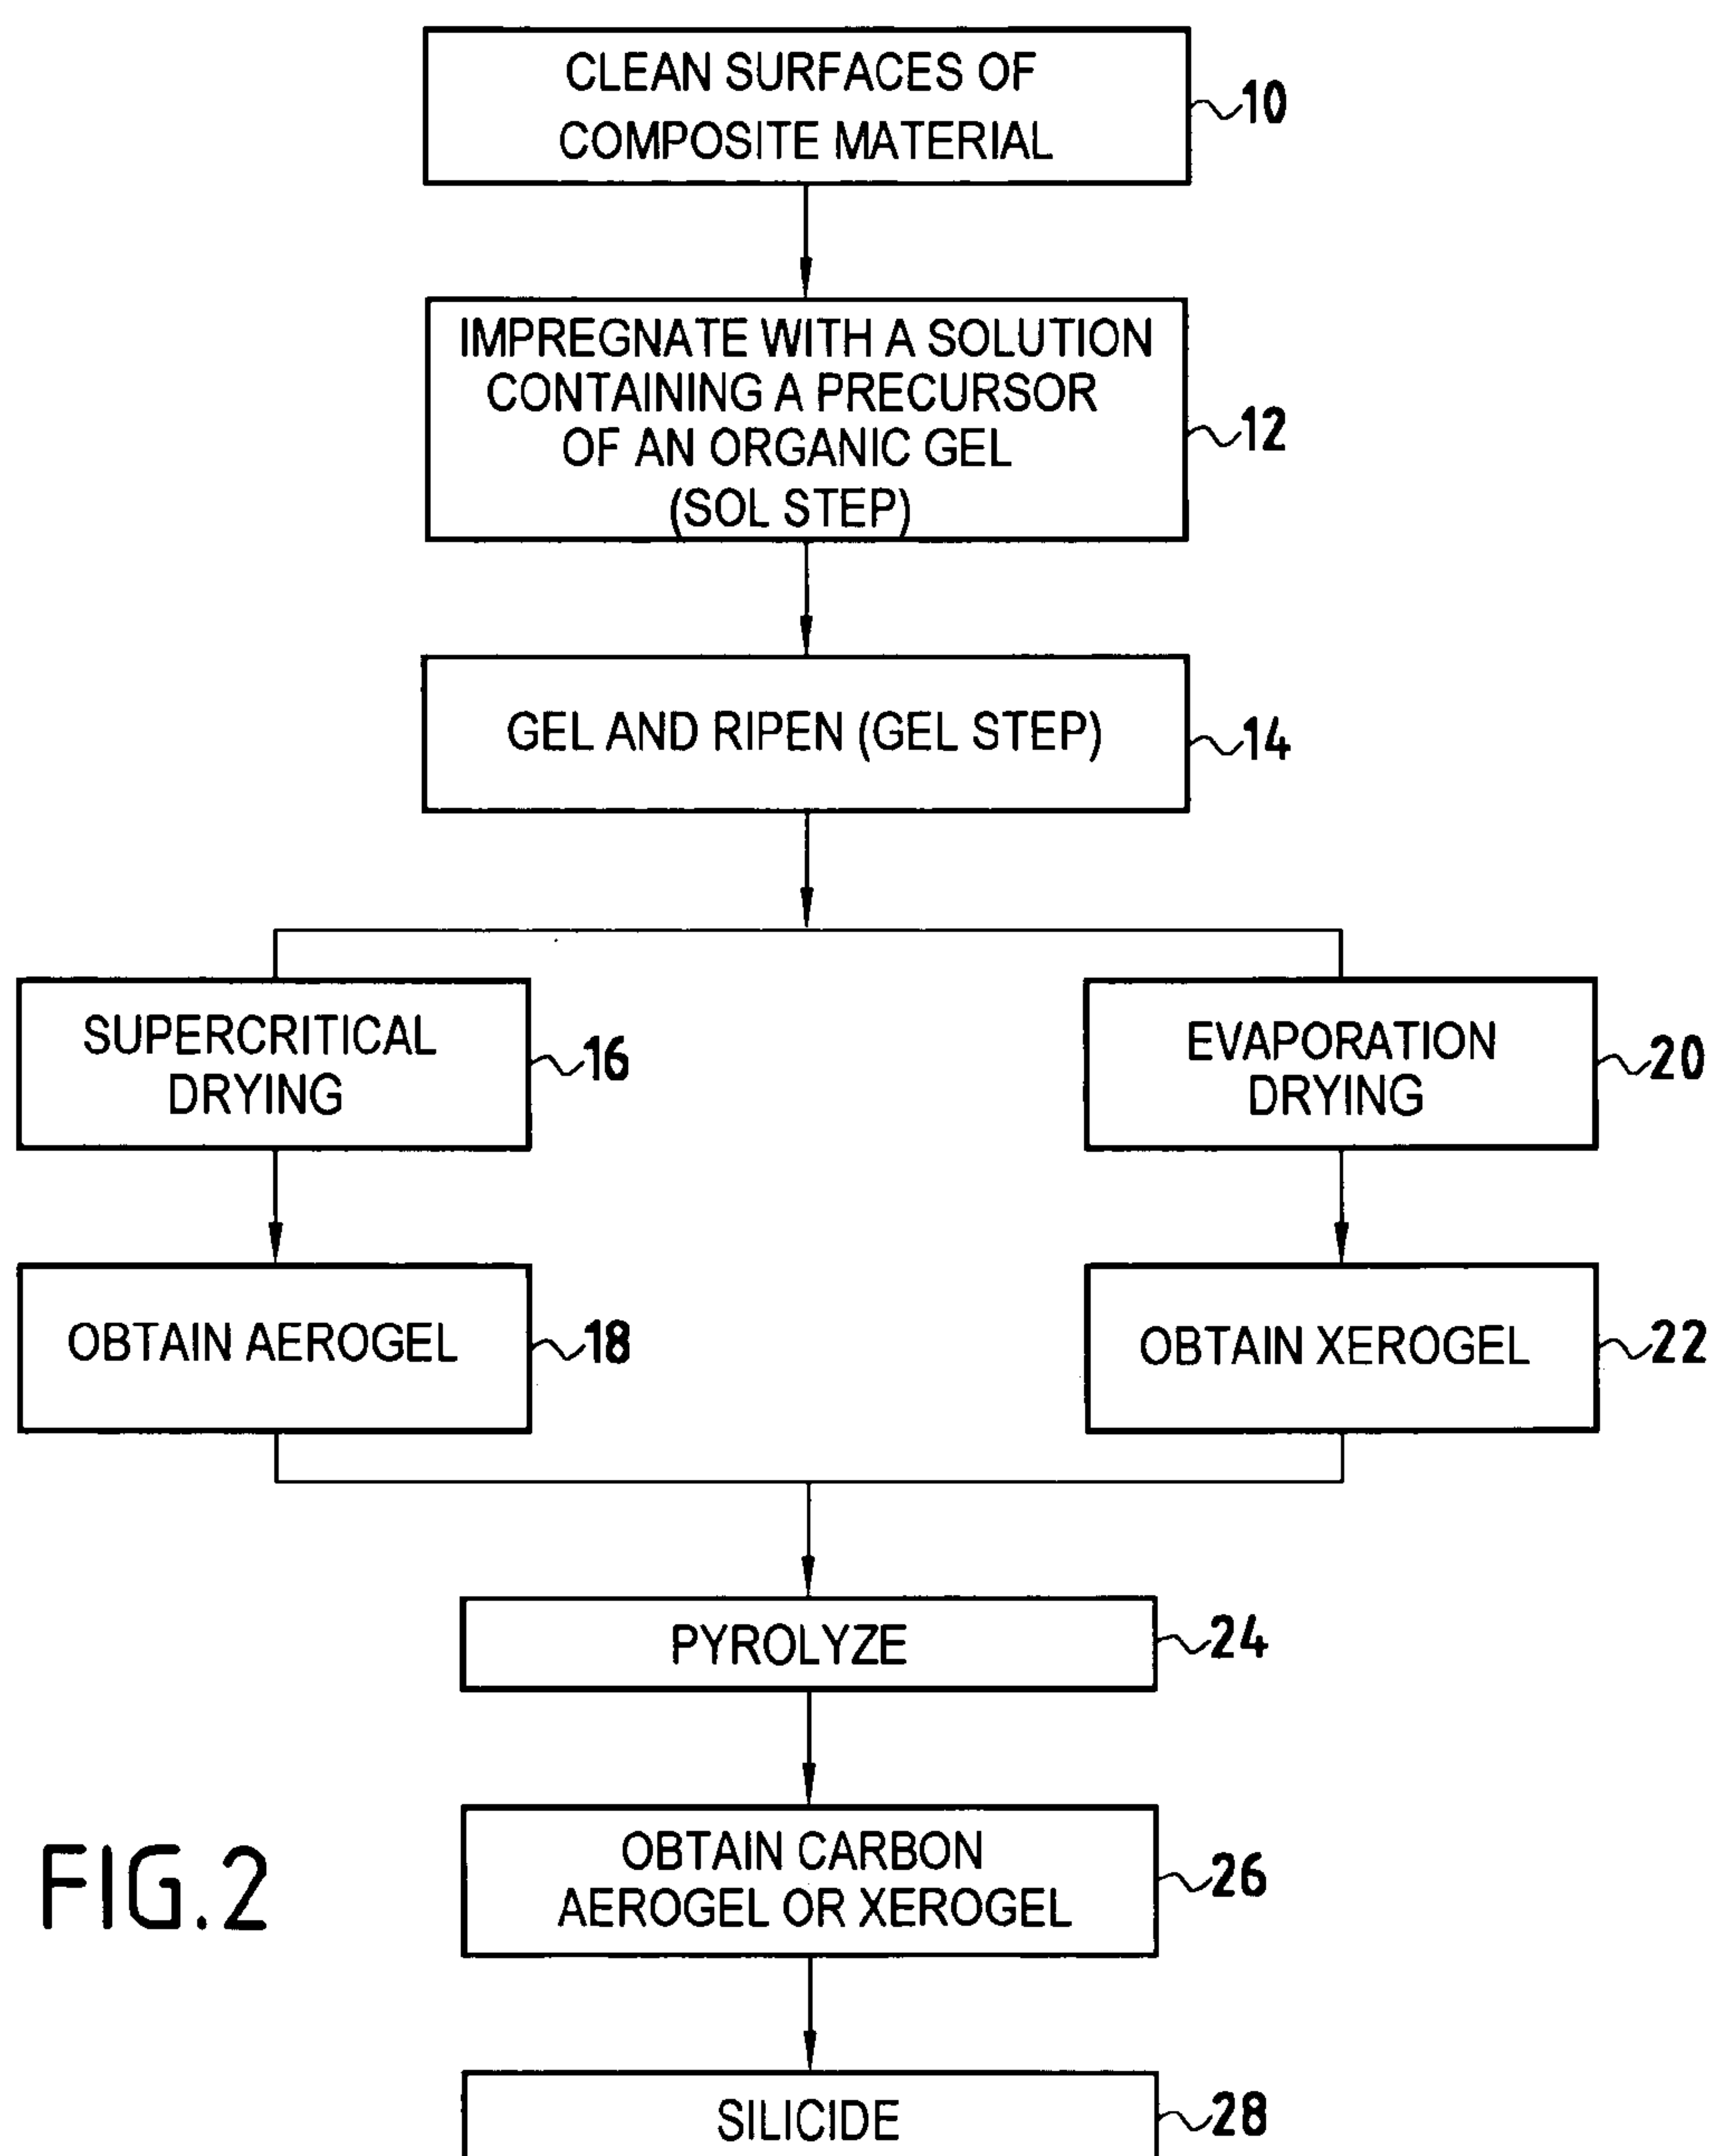 CLEAN SURFACES OF
COMPOSITE MATERIAL
10
IMPREGNATE WITH A SOLUTION
CONTAINING A PRECURSOR
OF AN ORGANIC GEL
(SOL STEP)
12
GEL AND RIPEN (GEL STEP)
14
SUPERCRITICAL
DRYING
16
EVAPORATION
DRYING
20
OBTAIN AEROGEL
18
OBTAIN XEROGEL
22
PYROLYZE
24
OBTAIN CARBON
AEROGEL OR XEROGEL
26
FIG.2
SILICIDE
28